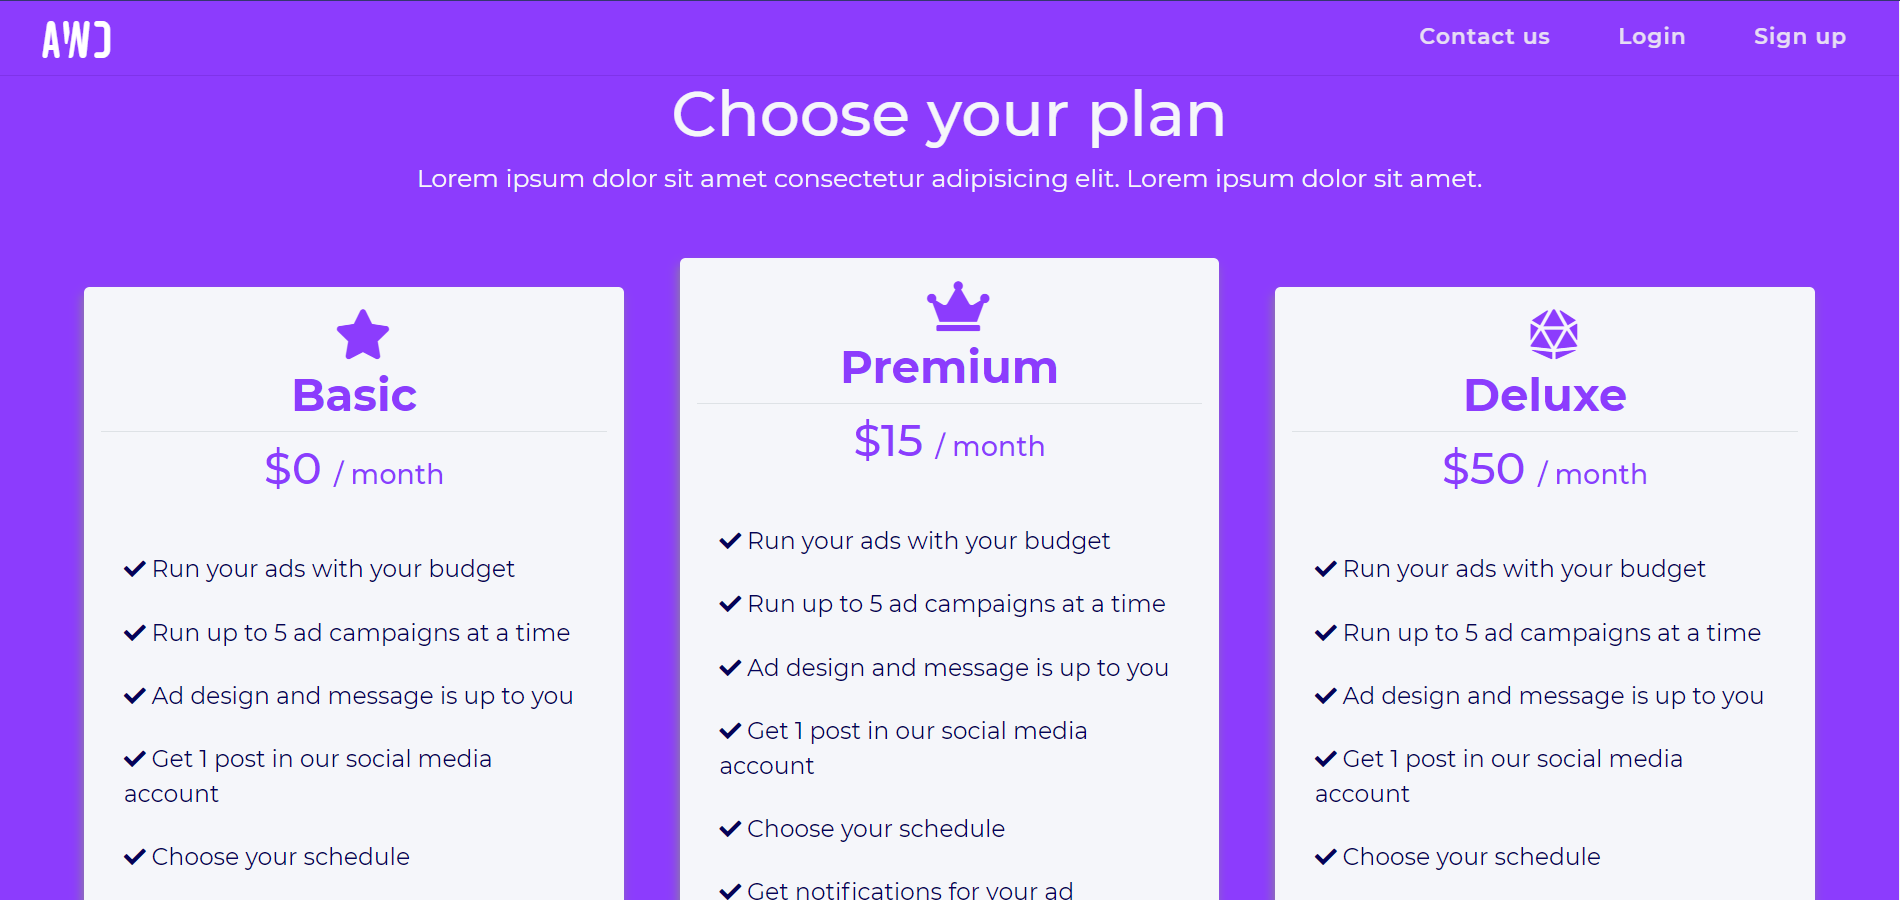 AWD
Contact us
Login
Sign up
Choose your plan
Lorem ipsum dolor sit amet consectetur adipisicing elit. Lorem ipsum dolor sit amet.
Basic
$0 / month
Run your ads with your budget
Run up to 5 ad campaigns at a time
Ad design and message is up to you
Get 1 post in our social media
account
Choose your schedule
Premium
$15 / month
Run your ads with your budget
Run up to 5 ad campaigns at a time
Ad design and message is up to you
Get 1 post in our social media
account
Choose your schedule
Get notifications for your ad
Deluxe
$50 / month
Run your ads with your budget
Run up to 5 ad campaigns at a time
Ad design and message is up to you
Get 1 post in our social media
account
Choose your schedule